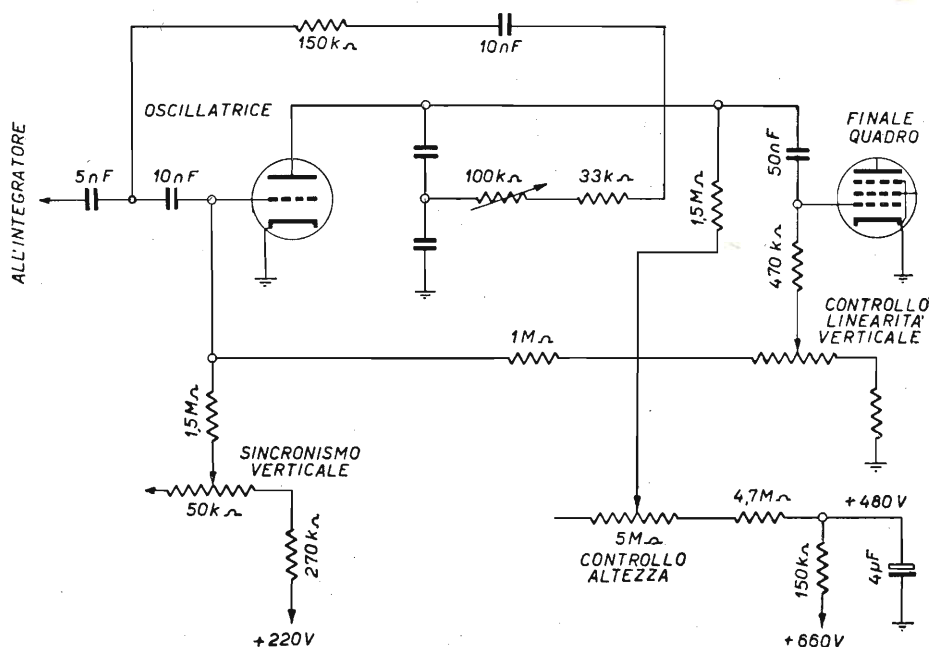 150kΩ
10nF
OSCILLATRICE
FINALE
QUADRO
ALL'INTEGRATORE
5nF
10nF
100kΩ
33kΩ
1,5MΩ
50nF
470kΩ
CONTROLLO
LINEARITA'
VERTICALE
1MΩ
1,5MΩ
SINCRONISMO
VERTICALE
50kΩ
270kΩ
+220V
5MΩ
CONTROLLO
ALTEZZA
4,7MΩ
+480V
150kΩ
4µF
+660V